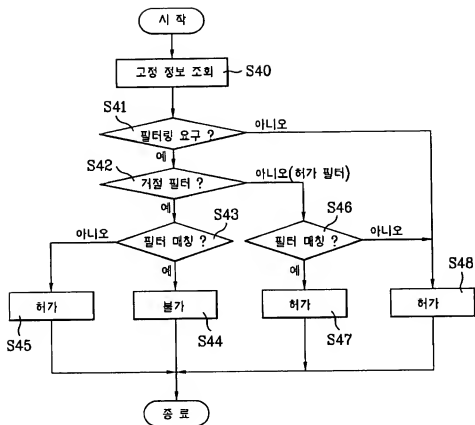 시 작
고정 정보 조회
S40
S41
필터링 요구 ?
아니오
예
S42
거절 필터 ?
아니오(허가 필터)
예
S43
S46
아니오
필터 매칭 ?
필터 매칭 ?
아니오
예
예
S48
허가
불가
허가
허가
S45
S44
S47
종 료